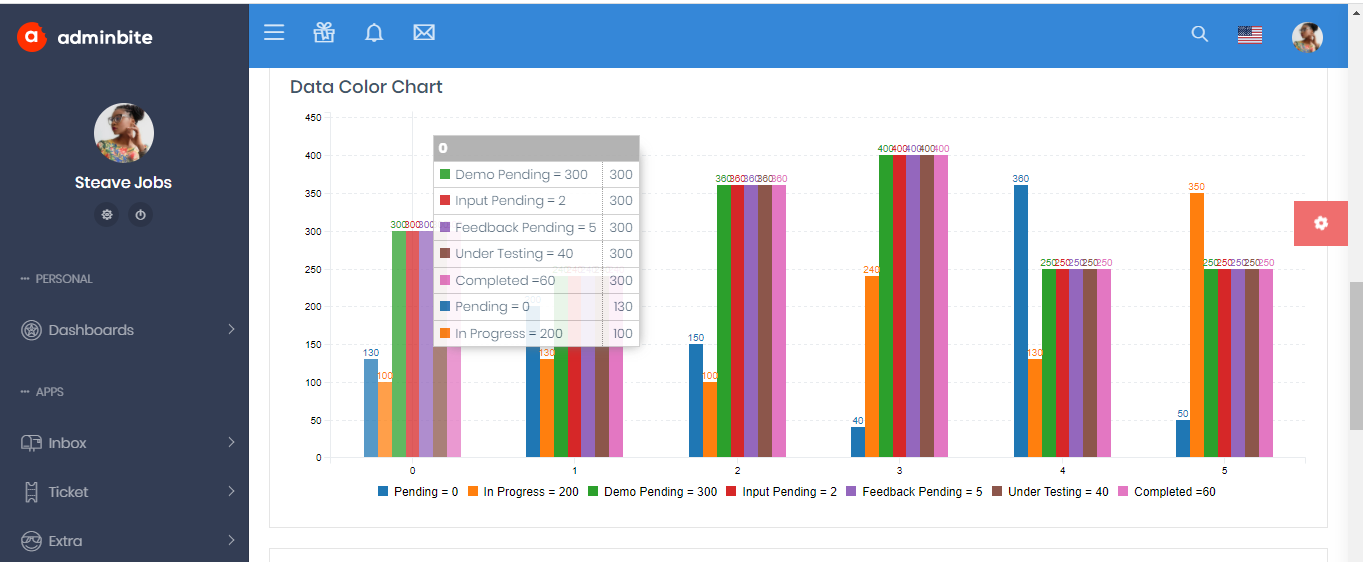 a adminbite
Steave Jobs
PERSONAL
Dashboards
APPS
Inbox
Ticket
Extra
Data Color Chart
450
400
350
300
250
200
150
100
50
0
0
Demo Pending = 300 300
Input Pending = 2 300
Feedback Pending = 5 300
Under Testing = 40 300
Completed =60 300
Pending = 0 130
In Progress = 200 100
130 100 300 300 300
130
150 100 360 360 360 360 360
40 240 400 400 400 400 400
360 130 250 250 250 250 250
50 350 250 250 250 250 250
0 1 2 3 4 5
Pending = 0 In Progress = 200 Demo Pending = 300 Input Pending = 2 Feedback Pending = 5 Under Testing = 40 Completed =60